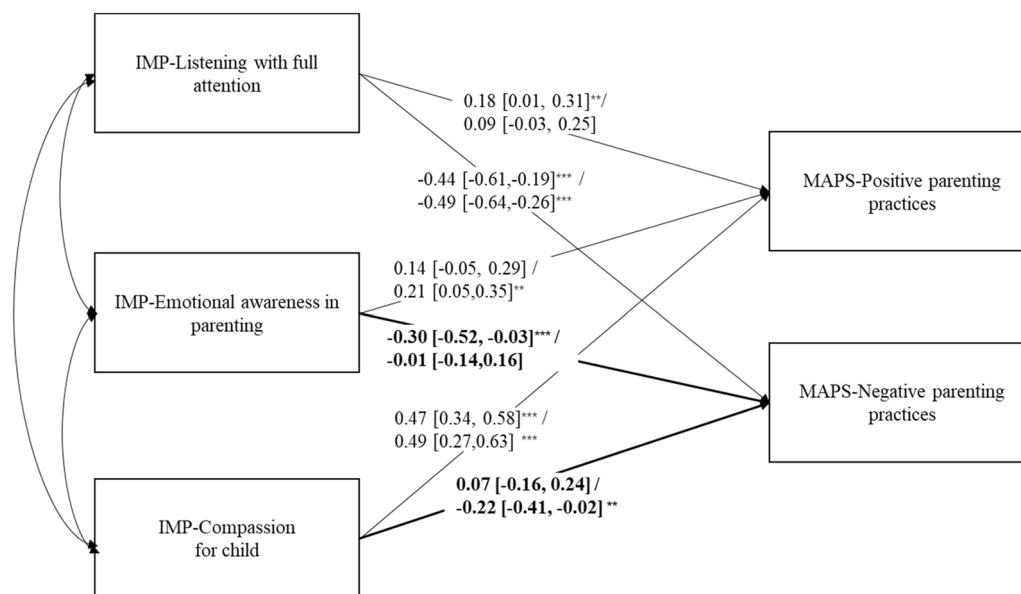 IMP-Listening with full
attention
0.18 [0.01, 0.31]**/
0.09 [-0.03, 0.25]
MAPS-Positive parenting
practices
-0.44 [-0.61,-0.19]*** /
-0.49 [-0.64,-0.26]***
IMP-Emotional awareness in
parenting
0.14 [-0.05, 0.29] /
0.21 [0.05,0.35]**
-0.30 [-0.52, -0.03]*** /
-0.01 [-0.14,0.16]
MAPS-Negative parenting
practices
0.47 [0.34, 0.58]*** /
0.49 [0.27,0.63] ***
0.07 [-0.16, 0.24] /
-0.22 [-0.41, -0.02] **
IMP-Compassion
for child